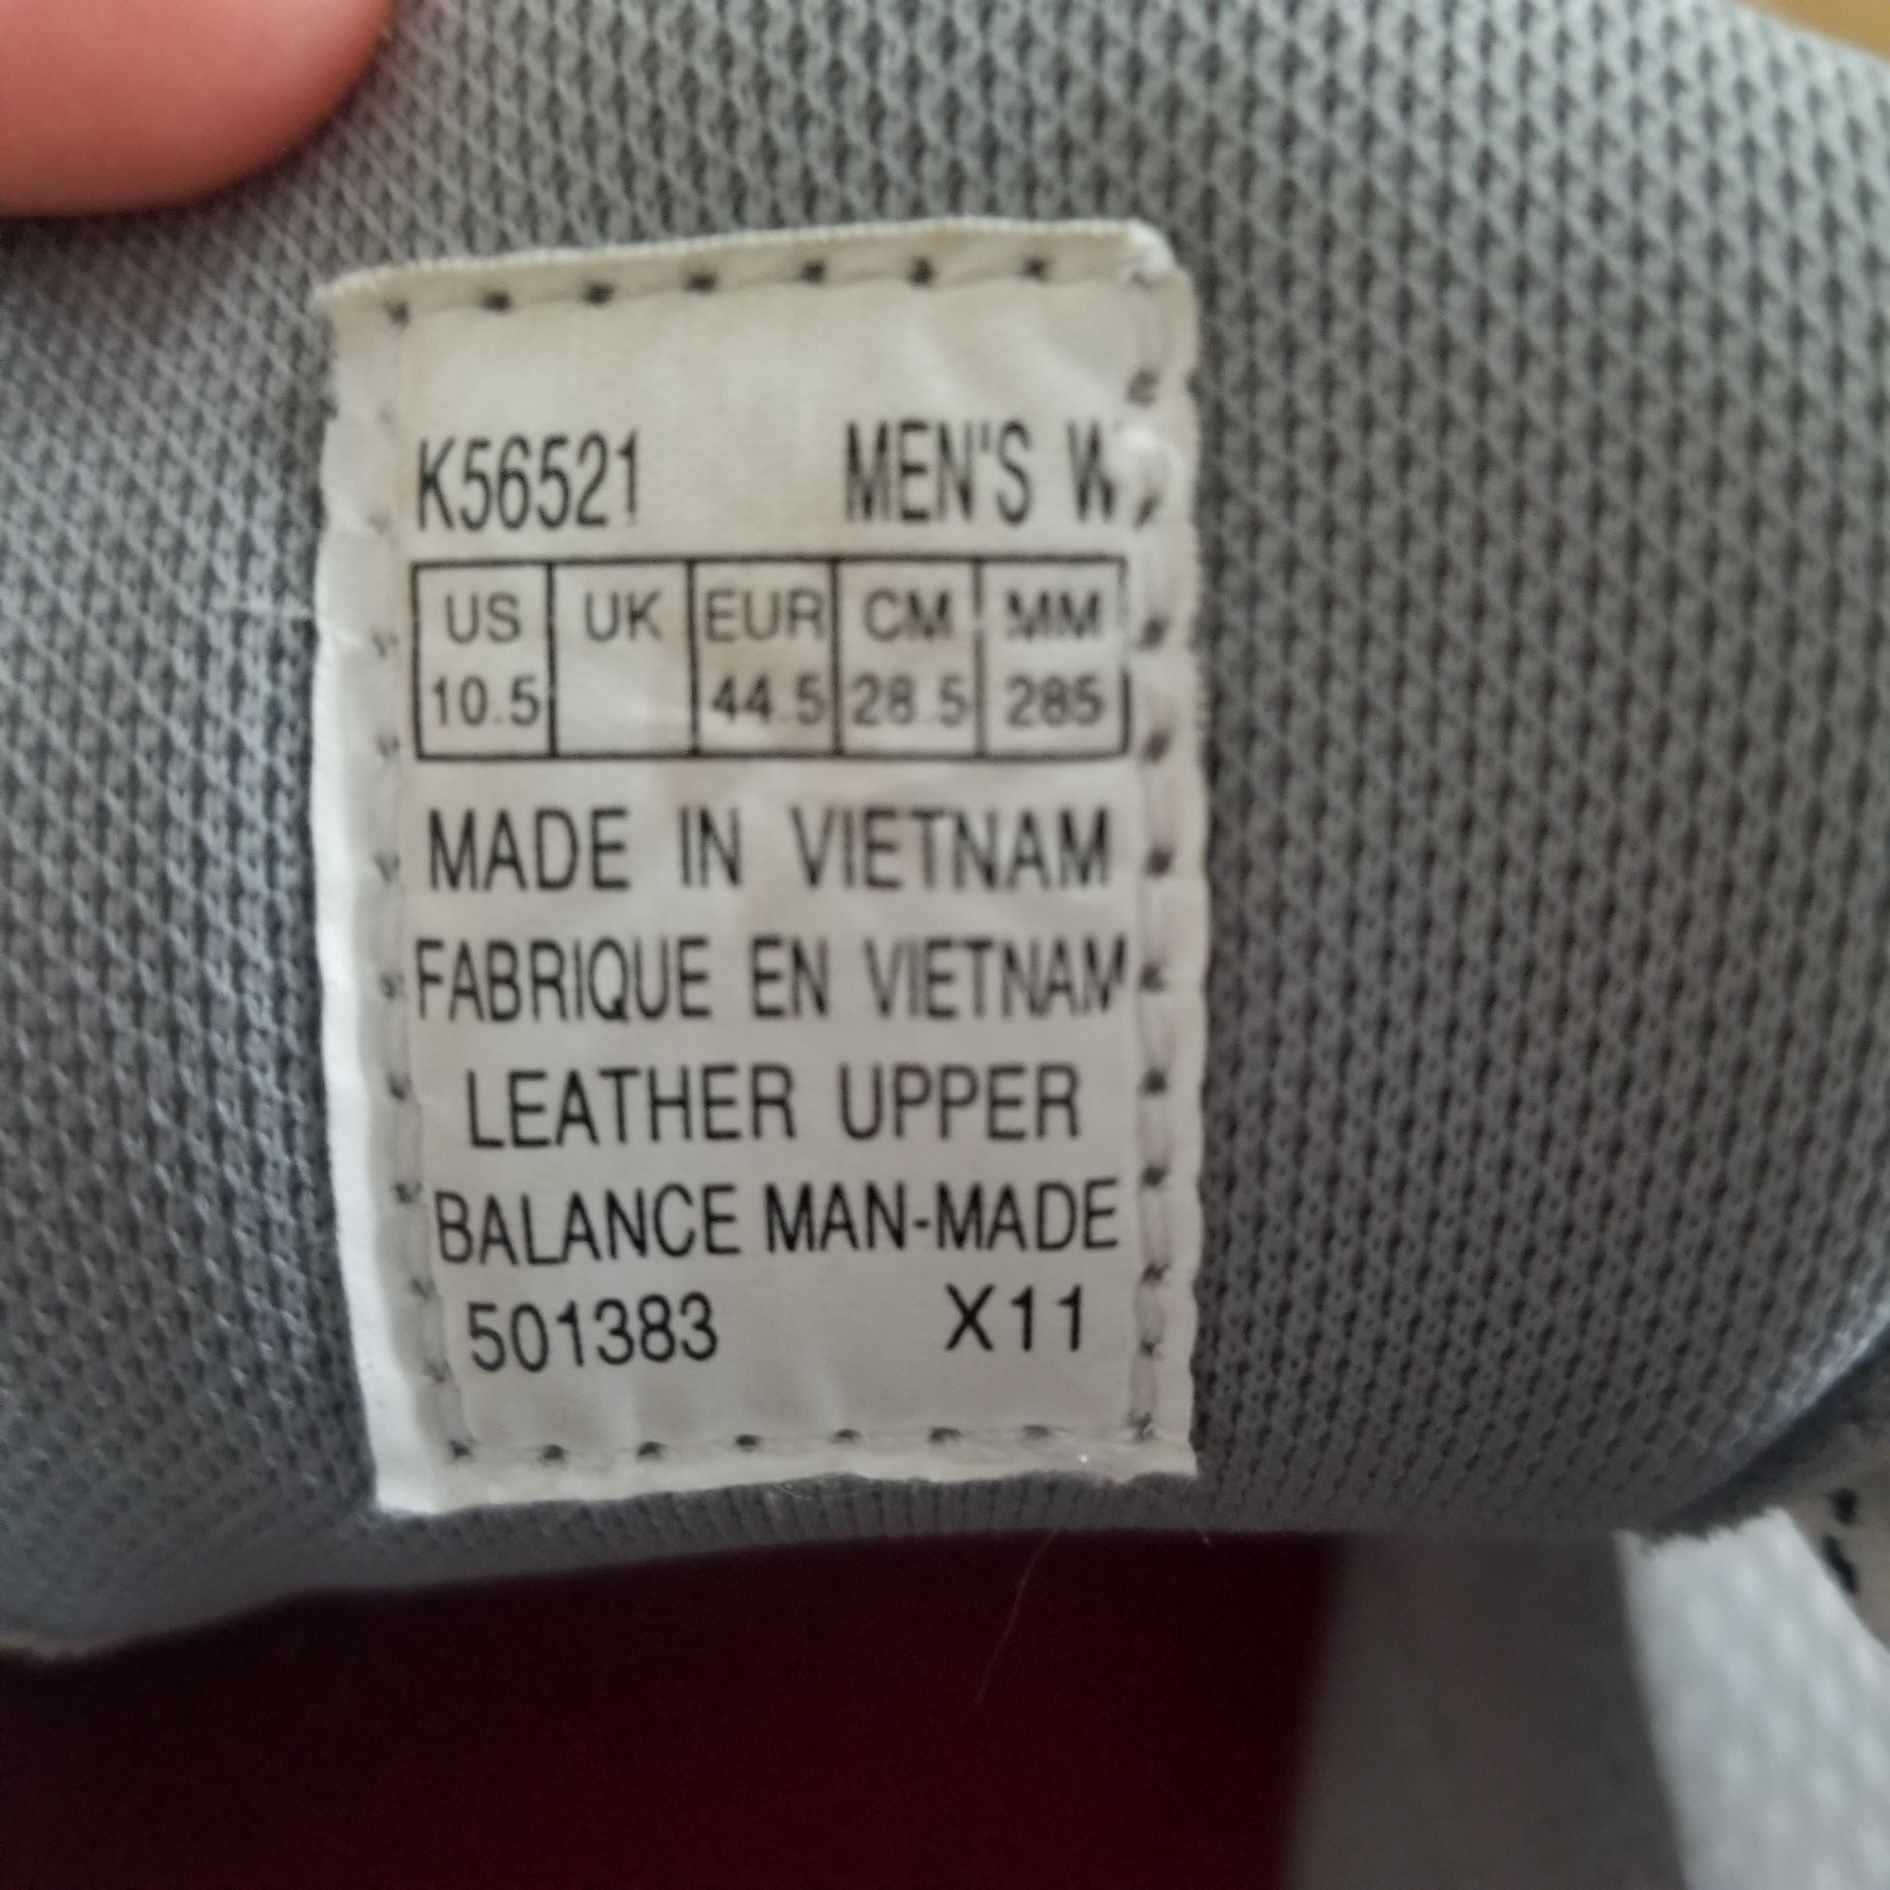 K56521 MEN'S W
US UK EUR CM MM
10.5 44.5 28.5 285
MADE IN VIETNAM
FABRIQUE EN VIETNAM
LEATHER UPPER
BALANCE MAN-MADE
501383 X11